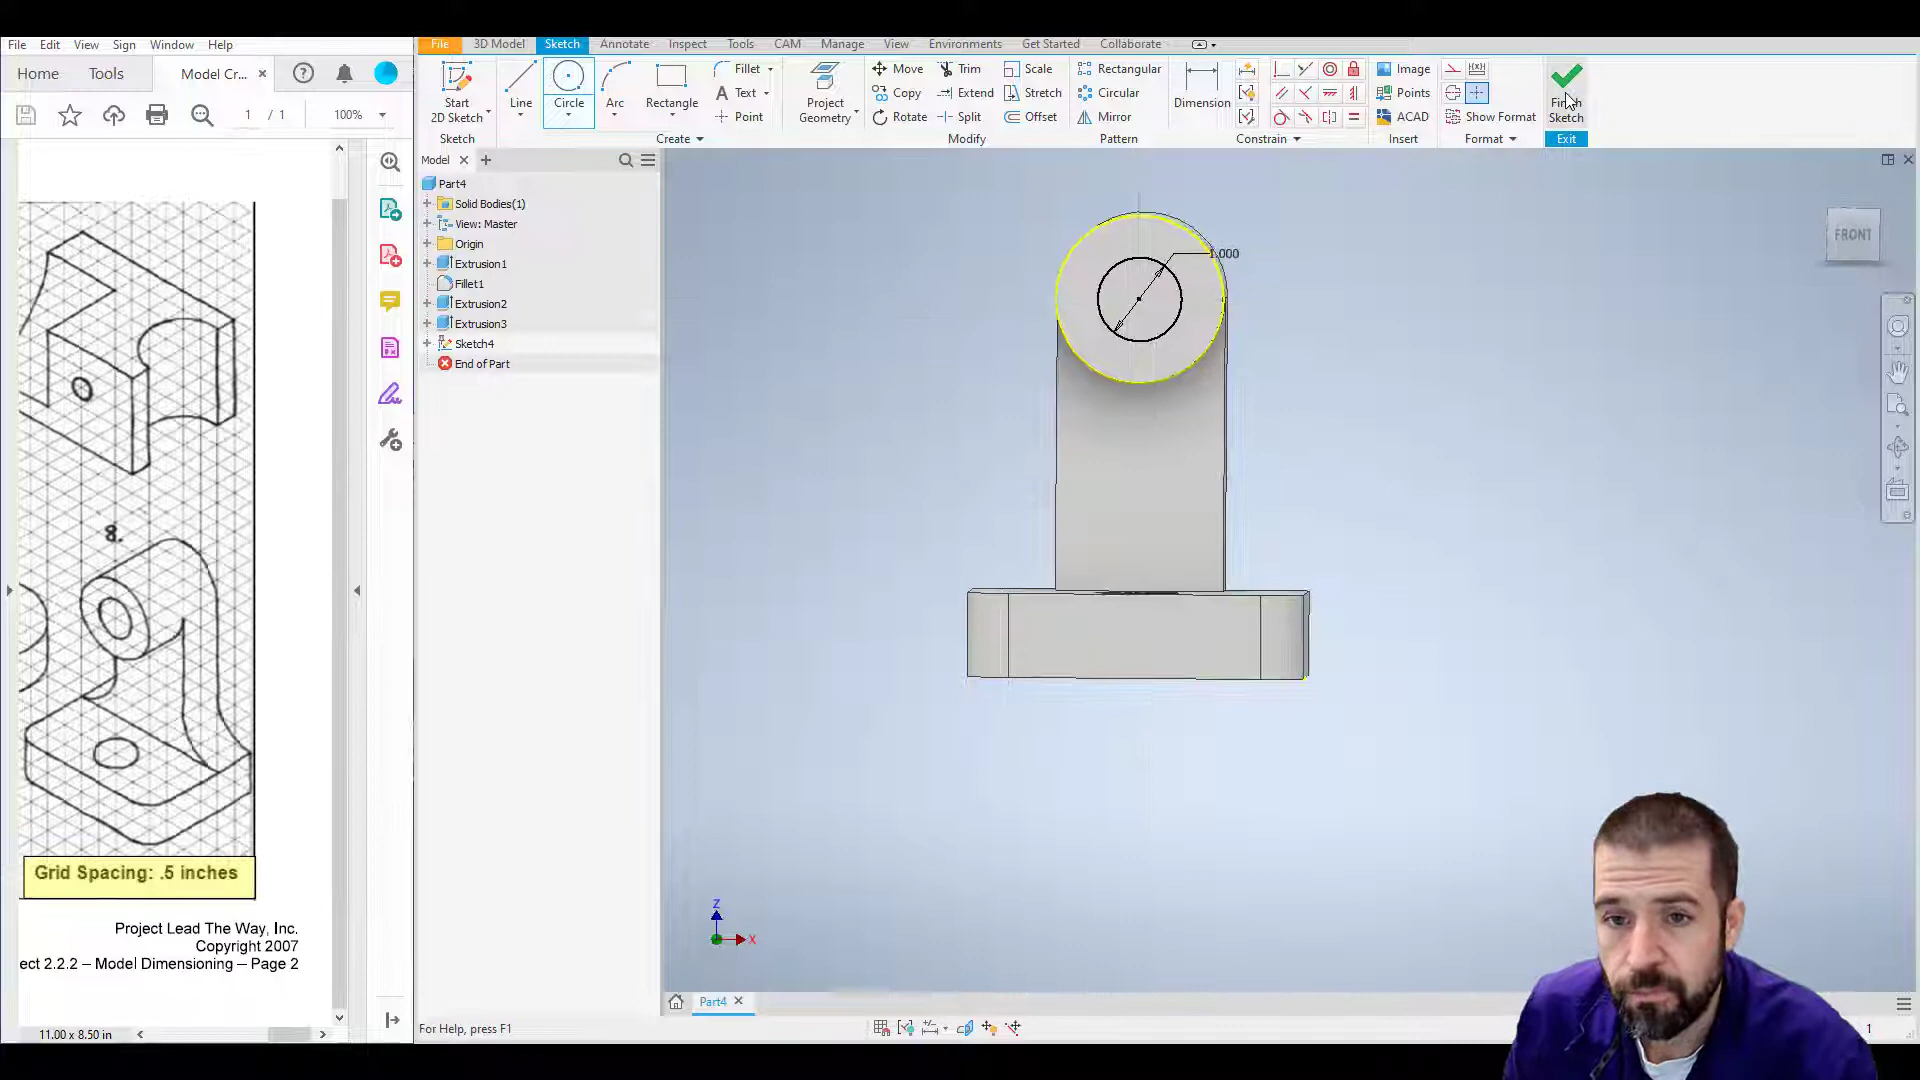 File Edit View Sign Window Help
Home Tools Model Cr...
1 / 1 100%
8.
Grid Spacing: .5 inches
Project Lead The Way, Inc.
Copyright 2007
ect 2.2.2 – Model Dimensioning – Page 2
11.00 x 8.50 in
File 3D Model Sketch Annotate Inspect Tools CAM Manage View Environments Get Started Collaborate
Start
2D Sketch
Line
Circle
Arc
Rectangle
Fillet
Text
Point
Project
Geometry
Move Trim Scale
Copy Extend Stretch
Rotate Split Offset
Rectangular
Circular
Mirror
Dimension
Image
Points
ACAD
Show Format
Finish
Sketch
Sketch Create Modify Pattern Constrain Insert Format Exit
Model
Part4
Solid Bodies(1)
View: Master
Origin
Extrusion1
Fillet1
Extrusion2
Extrusion3
Sketch4
End of Part
1.000
FRONT
Z
X
Part4
For Help, press F1
1